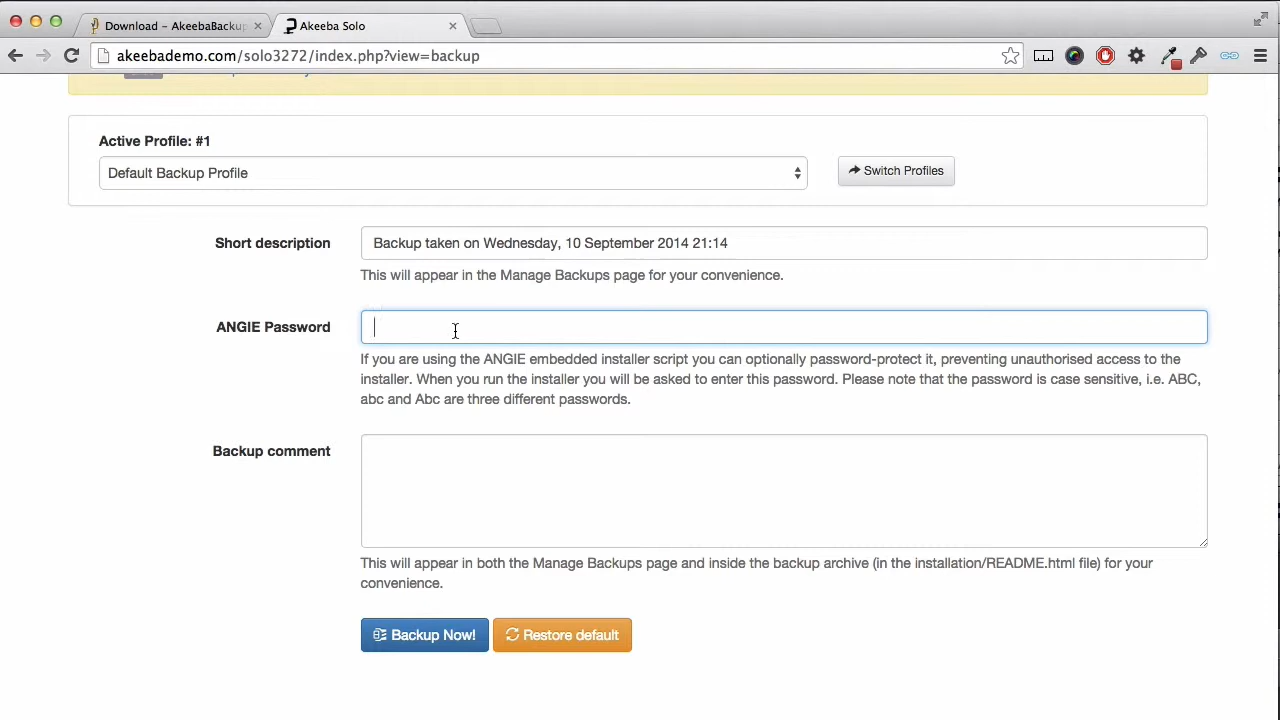 Download – AkeebaBackup
Akeeba Solo
akeebademo.com/solo3272/index.php?view=backup
Active Profile: #1
Default Backup Profile
Switch Profiles
Short description
Backup taken on Wednesday, 10 September 2014 21:14
This will appear in the Manage Backups page for your convenience.
ANGIE Password
If you are using the ANGIE embedded installer script you can optionally password-protect it, preventing unauthorised access to the
installer. When you run the installer you will be asked to enter this password. Please note that the password is case sensitive, i.e. ABC,
abc and Abc are three different passwords.
Backup comment
This will appear in both the Manage Backups page and inside the backup archive (in the installation/README.html file) for your
convenience.
Backup Now!
Restore default